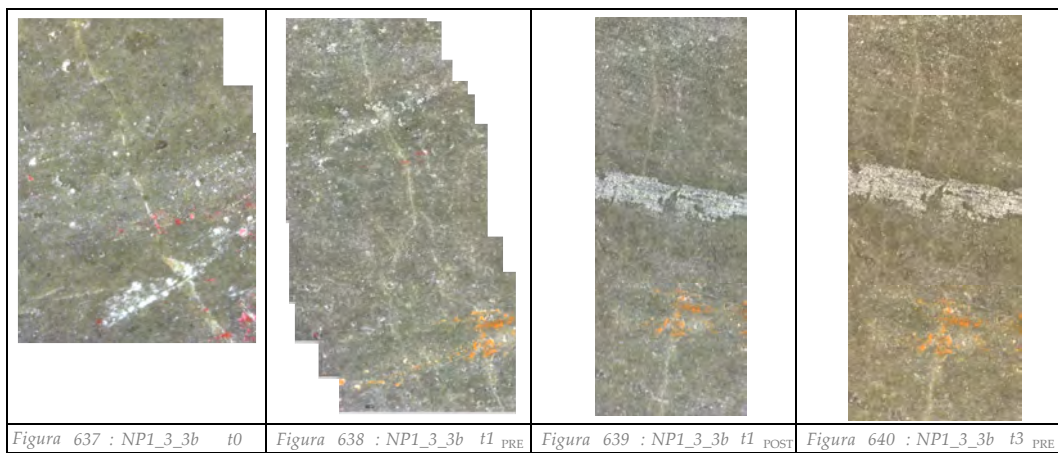 Figura 637 : NP1_3_3b t0
Figura 638 : NP1_3_3b t1 PRE
Figura 639 : NP1_3_3b t1 POST
Figura 640 : NP1_3_3b t3 PRE